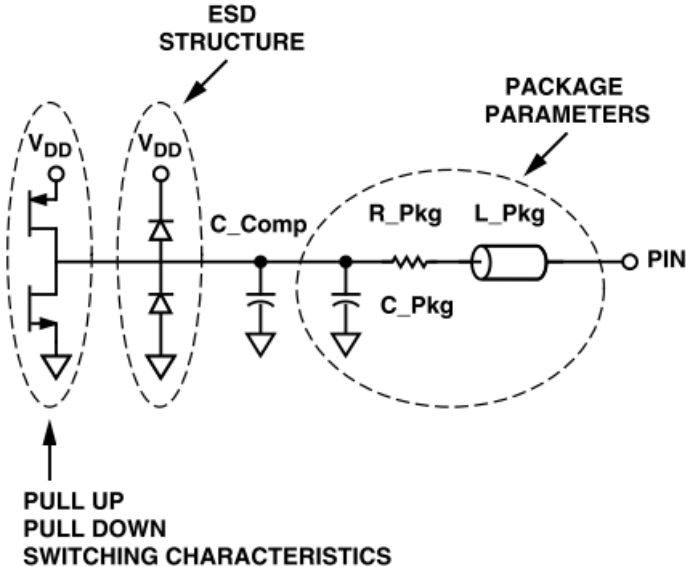 ESD
STRUCTURE
PACKAGE
PARAMETERS
VDD
VDD
C_Comp
R_Pkg
L_Pkg
PIN
C_Pkg
PULL UP
PULL DOWN
SWITCHING CHARACTERISTICS